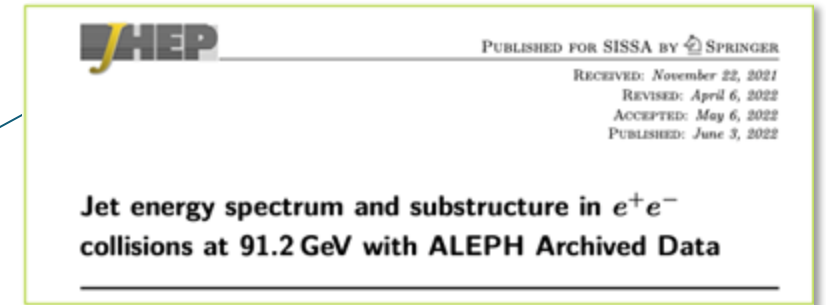 JHEP
PUBLISHED FOR SISSA BY Springer
RECEIVED: November 22, 2021
REVISED: April 6, 2022
ACCEPTED: May 6, 2022
PUBLISHED: June 3, 2022
Jet energy spectrum and substructure in e⁺e⁻
collisions at 91.2 GeV with ALEPH Archived Data